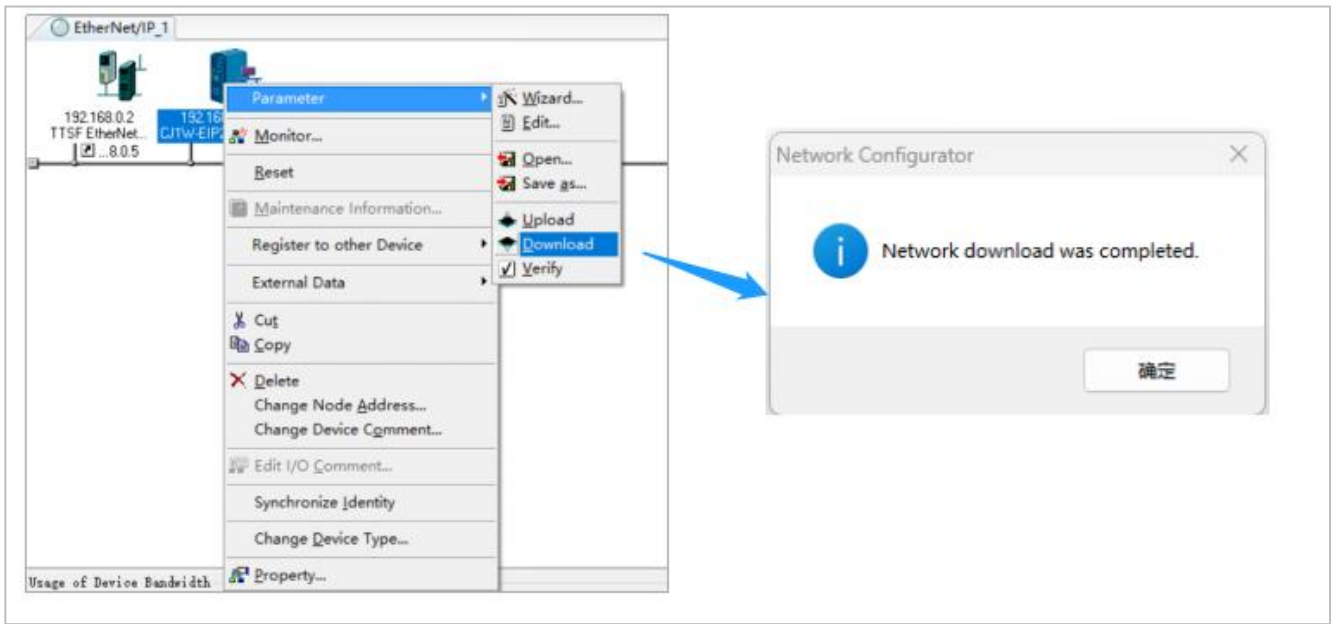 EtherNet/IP_1
192.168.0.2
TTSF EtherNet...
...8.0.5
192.16
CJ1W-EIP2
Parameter
Monitor...
Reset
Maintenance Information...
Register to other Device
External Data
Cut
Copy
Delete
Change Node Address...
Change Device Comment...
Edit I/O Comment...
Synchronize Identity
Change Device Type...
Property...
Wizard...
Edit...
Open...
Save as...
Upload
Download
Verify
Usage of Device Bandwidth
Network Configurator
Network download was completed.
确定